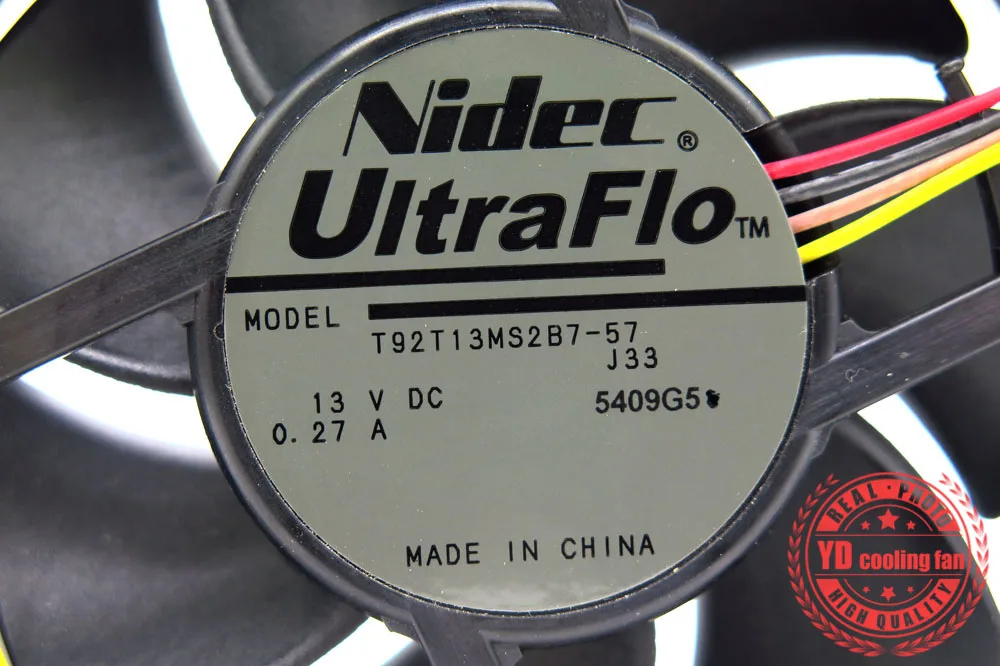 Nidec®
UltraFlo™
MODEL
T92T13MS2B7-57
J33
13 V DC
5409G5
0.27 A
MADE IN CHINA
REAL · PHOTO
YD cooling fan
HIGH QUALITY